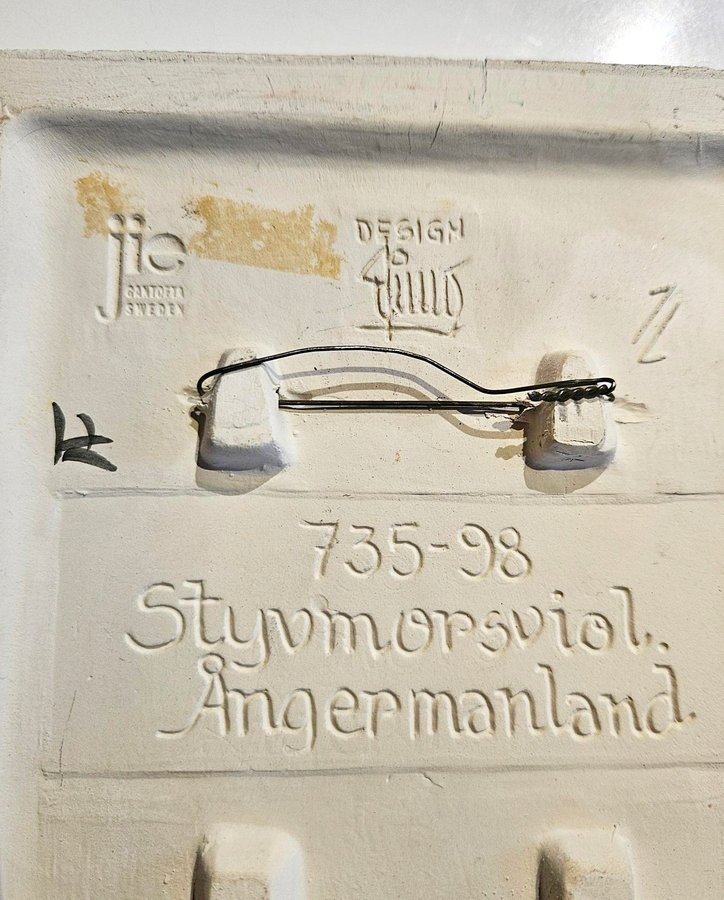 jie
GANTOFTA
SWEDEN
DESIGN
735-98
Styvmorsviol.
Ångermanland.